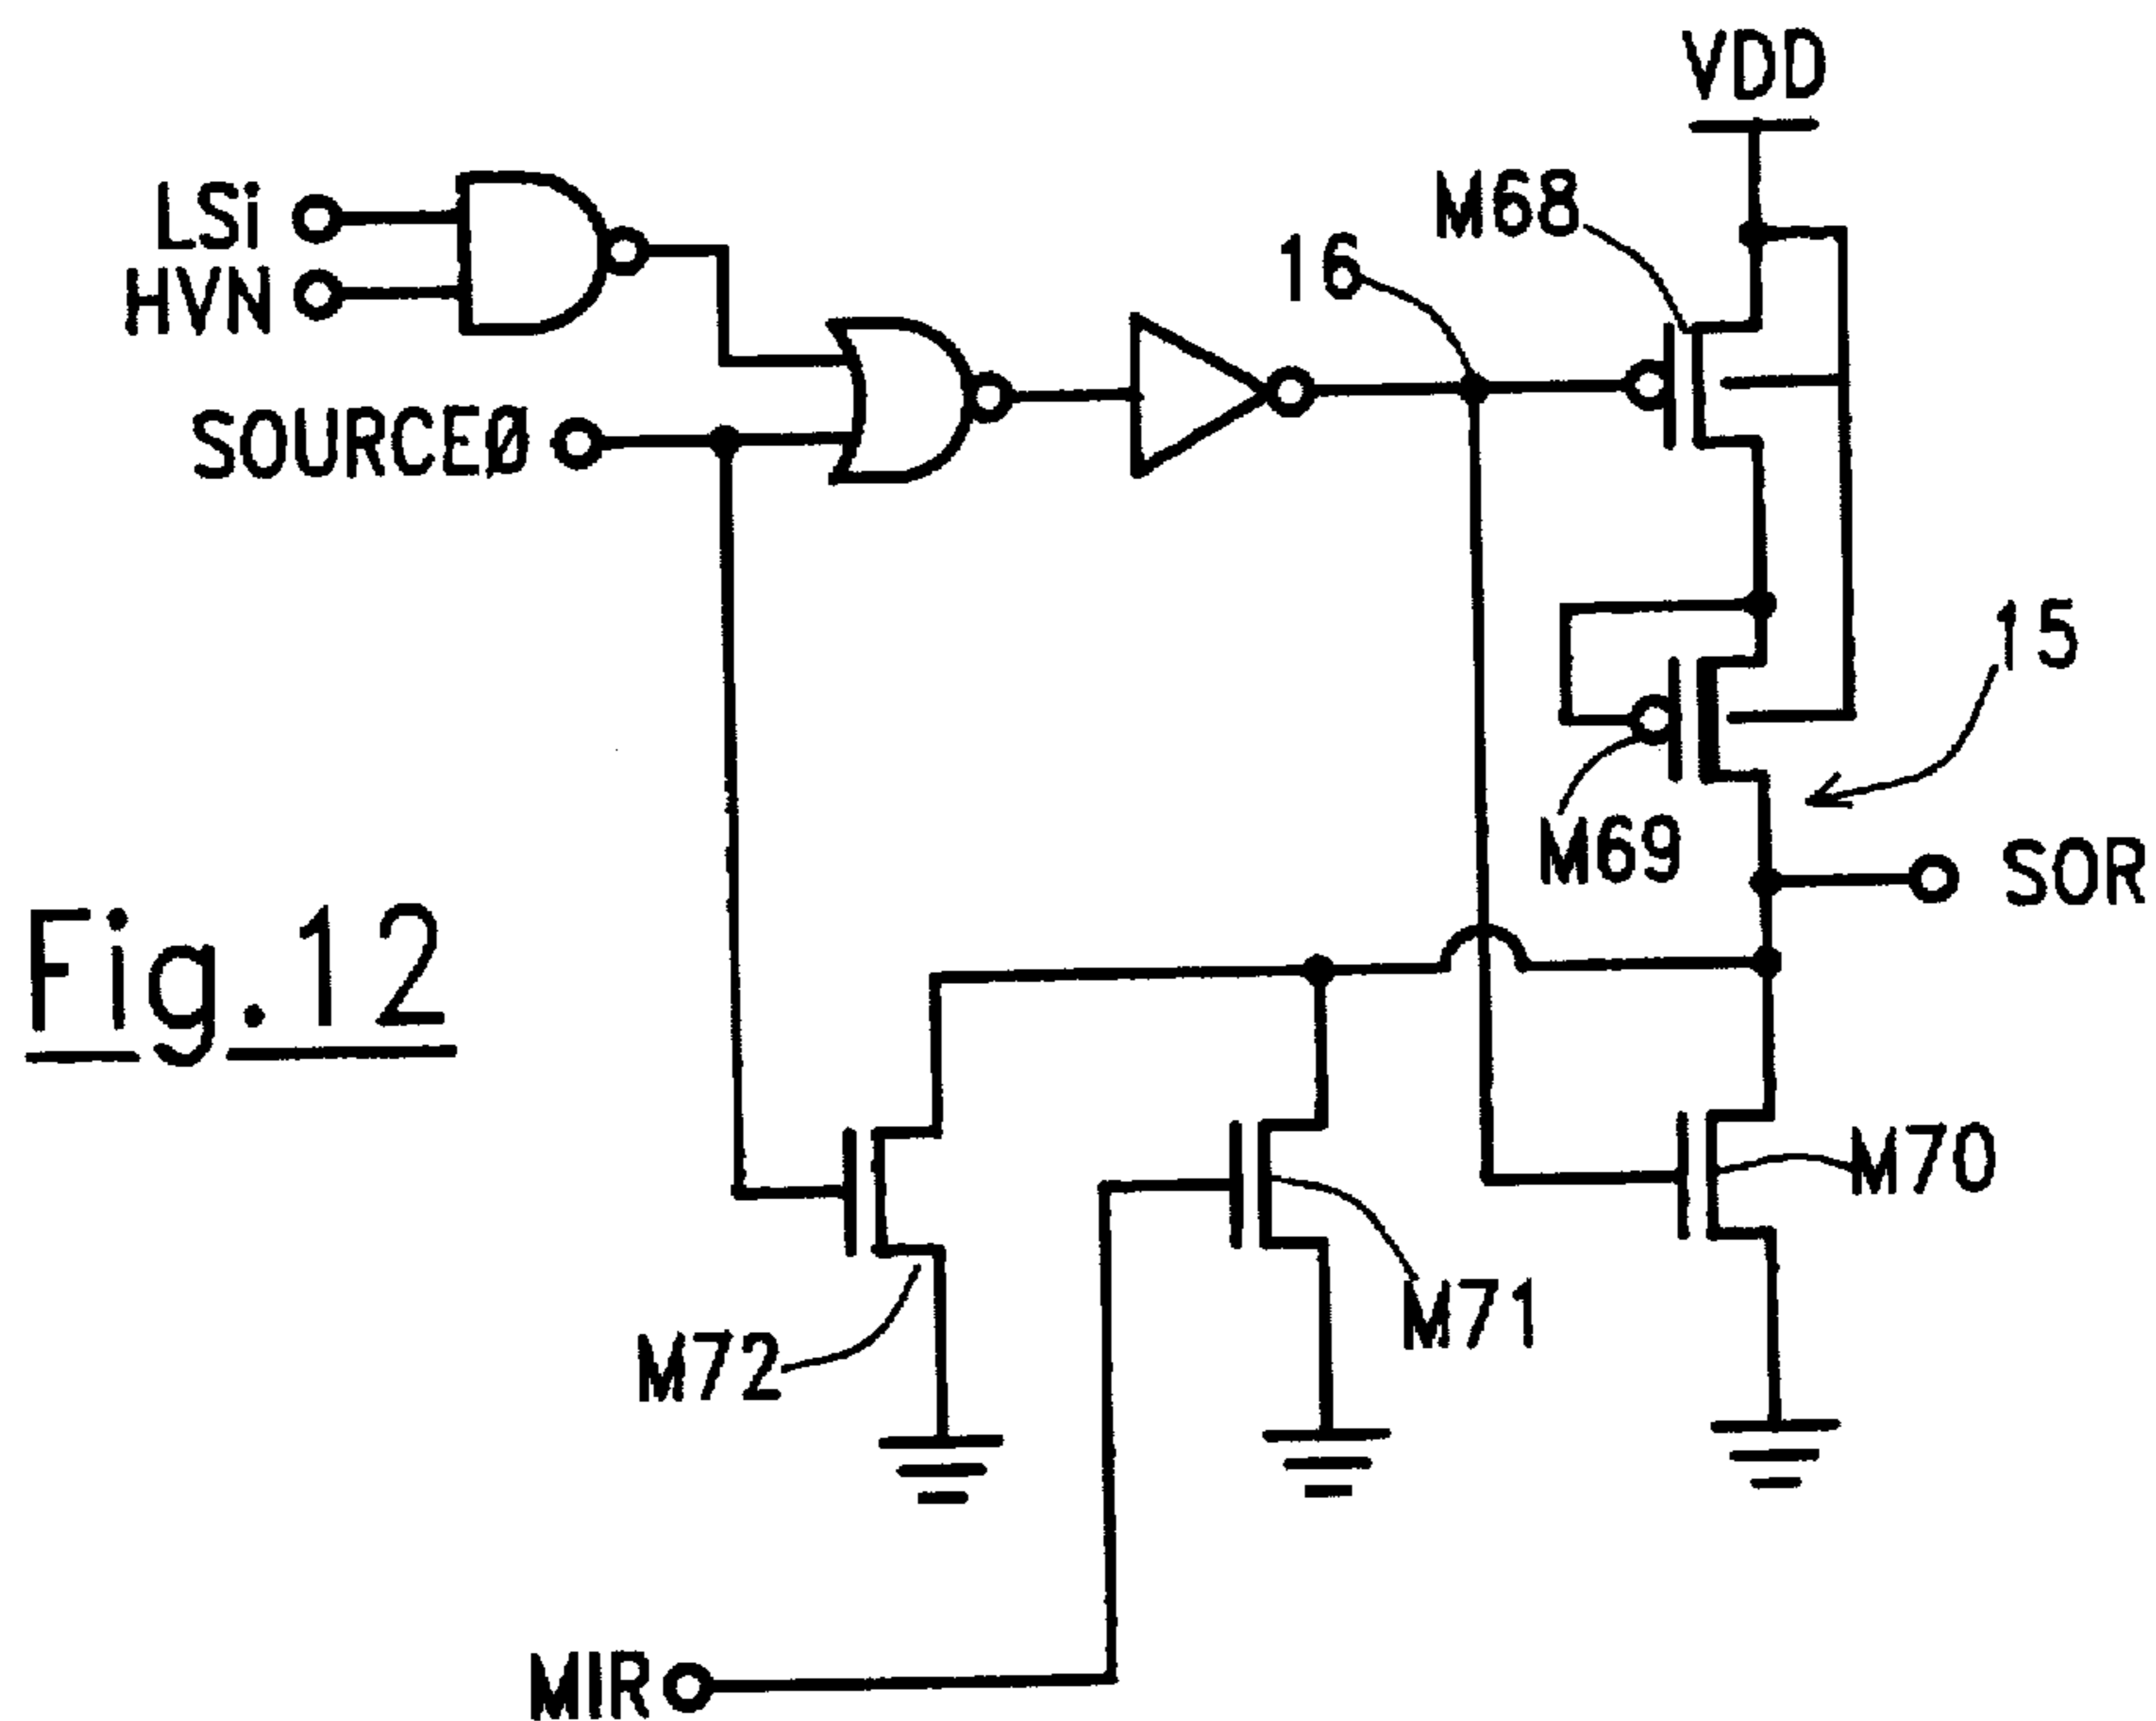 VDD
M68
LSi
16
HVN
SOURCEØ
15
M69
SOR
Fig.12
M70
M71
M72
MIR